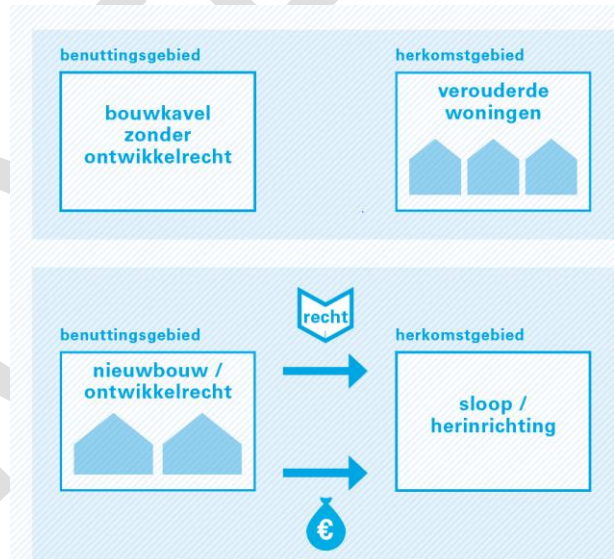 benuttingsgebied
bouwkavel
zonder
ontwikkelrecht
herkomstgebied
verouderde
woningen
benuttingsgebied
nieuwbouw /
ontwikkelrecht
recht
€
herkomstgebied
sloop /
herinrichting